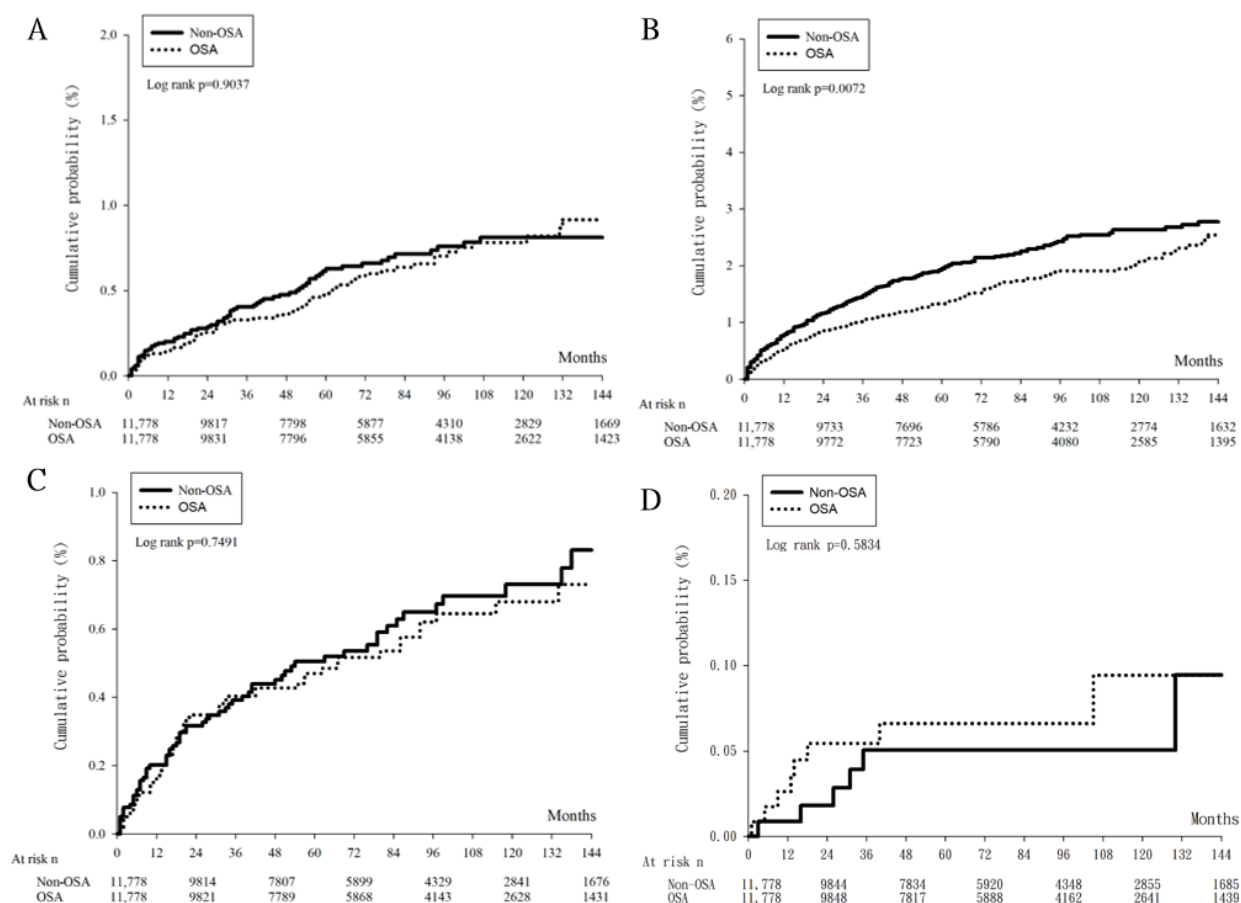 A
Non-OSA
OSA
Log rank p=0.9037
Cumulative probability (%)
2.0
1.5
1.0
0.5
0.0
Months
0 12 24 36 48 60 72 84 96 108 120 132 144
At risk n
Non-OSA 11,778 9817 7798 5877 4310 2829 1669
OSA 11,778 9831 7796 5855 4138 2622 1423
B
Non-OSA
OSA
Log rank p=0.0072
Cumulative probability (%)
6
5
4
3
2
1
0
Months
0 12 24 36 48 60 72 84 96 108 120 132 144
At risk n
Non-OSA 11,778 9733 7696 5786 4232 2774 1632
OSA 11,778 9772 7723 5790 4080 2585 1395
C
Non-OSA
OSA
Log rank p=0.7491
Cumulative probability (%)
1.0
0.8
0.6
0.4
0.2
0.0
Months
0 12 24 36 48 60 72 84 96 108 120 132 144
At risk n
Non-OSA 11,778 9814 7807 5899 4329 2841 1676
OSA 11,778 9821 7789 5868 4143 2628 1431
D
Non-OSA
OSA
Log rank p=0.5834
Cumulative probability (%)
0.20
0.15
0.10
0.05
0.00
Months
0 12 24 36 48 60 72 84 96 108 120 132 144
At risk n
Non-OSA 11,778 9844 7834 5920 4348 2855 1685
OSA 11,778 9848 7817 5888 4162 2641 1439